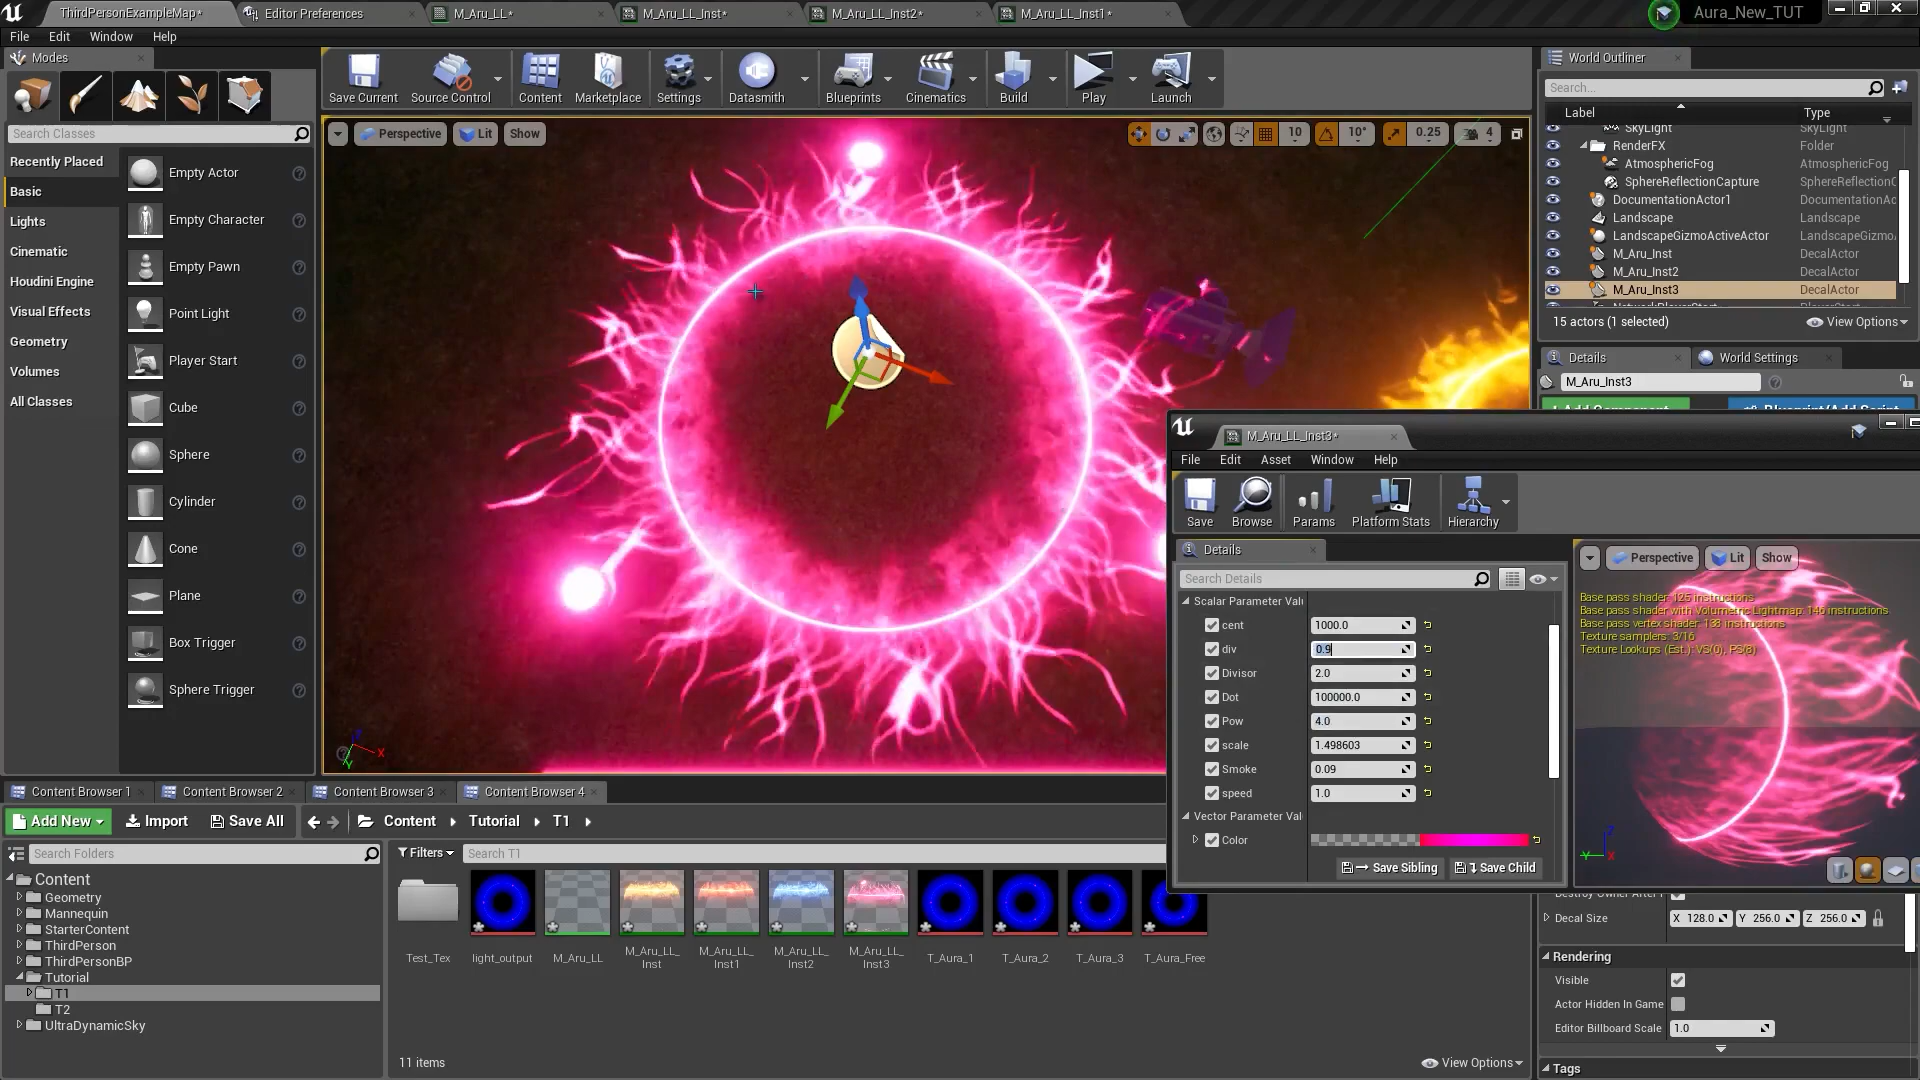 ThirdPersonExampleMap*
Editor Preferences
M_Aru_LL*
M_Aru_LL_Inst*
M_Aru_LL_Inst2*
M_Aru_LL_Inst1*
Aura_New_TUT
File Edit Window Help
Modes
Search Classes
Recently Placed
Basic
Lights
Cinematic
Houdini Engine
Visual Effects
Geometry
Volumes
All Classes
Empty Actor
Empty Character
Empty Pawn
Point Light
Player Start
Cube
Sphere
Cylinder
Cone
Plane
Box Trigger
Sphere Trigger
Save Current
Source Control
Content
Marketplace
Settings
Datasmith
Blueprints
Cinematics
Build
Play
Launch
Perspective Lit Show
10 10° 0.25 4
X
Y
World Outliner
Search...
Label Type
SkyLight SkyLight
RenderFX Folder
AtmosphericFog AtmosphericFog
SphereReflectionCapture SphereReflectionC
DocumentationActor1 DocumentationAc
Landscape Landscape
LandscapeGizmoActiveActor LandscapeGizmo
M_Aru_Inst DecalActor
M_Aru_Inst2 DecalActor
M_Aru_Inst3 DecalActor
15 actors (1 selected) View Options
Details World Settings
M_Aru_Inst3
M_Aru_LL_Inst3*
File Edit Asset Window Help
Save
Browse
Params
Platform Stats
Hierarchy
Details
Search Details
Scalar Parameter Valu
cent 1000.0
div 0.9
Divisor 2.0
Dot 100000.0
Pow 4.0
scale 1.498603
Smoke 0.09
speed 1.0
Vector Parameter Val
Color
Save Sibling Save Child
Perspective Lit Show
Base pass shader: 125 instructions
Base pass shader with Volumetric Lightmap: 146 instructions
Base pass vertex shader: 138 instructions
Texture samplers: 3/16
Texture Lookups (Est.): VS(0), PS(8)
Decal Size X 128.0 Y 256.0 Z 256.0
Rendering
Visible
Actor Hidden In Game
Editor Billboard Scale 1.0
Tags
Content Browser 1
Content Browser 2
Content Browser 3
Content Browser 4
Add New Import Save All Content Tutorial T1
Search Folders
Content
Geometry
Mannequin
StarterContent
ThirdPerson
ThirdPersonBP
Tutorial
T1
T2
UltraDynamicSky
Filters Search T1
Test_Tex
light_output
M_Aru_LL
M_Aru_LL_
Inst
M_Aru_LL_
Inst1
M_Aru_LL_
Inst2
M_Aru_LL_
Inst3
T_Aura_1
T_Aura_2
T_Aura_3
T_Aura_Free
11 items View Options